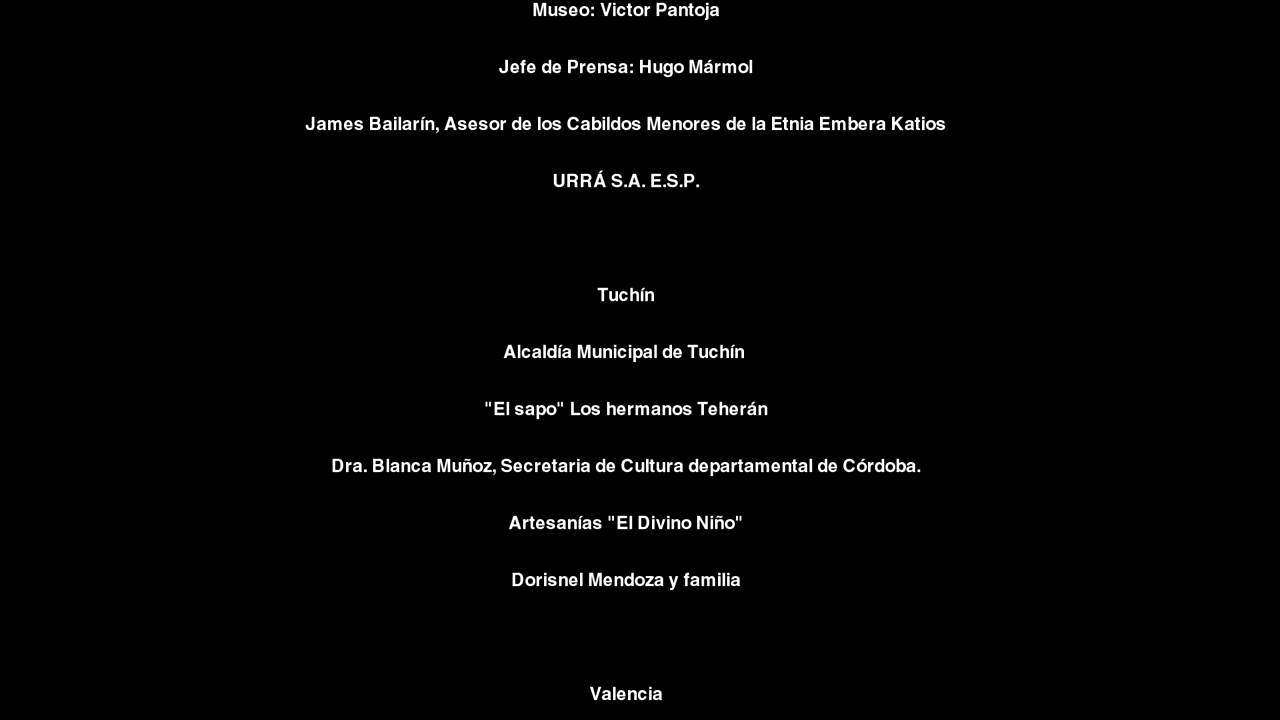 Museo: Victor Pantoja
Jefe de Prensa: Hugo Mármol
James Bailarín, Asesor de los Cabildos Menores de la Etnia Embera Katios
URRÁ S.A. E.S.P.
Tuchín
Alcaldía Municipal de Tuchín
"El sapo" Los hermanos Teherán
Dra. Blanca Muñoz, Secretaria de Cultura departamental de Córdoba.
Artesanías "El Divino Niño"
Dorisnel Mendoza y familia
Valencia